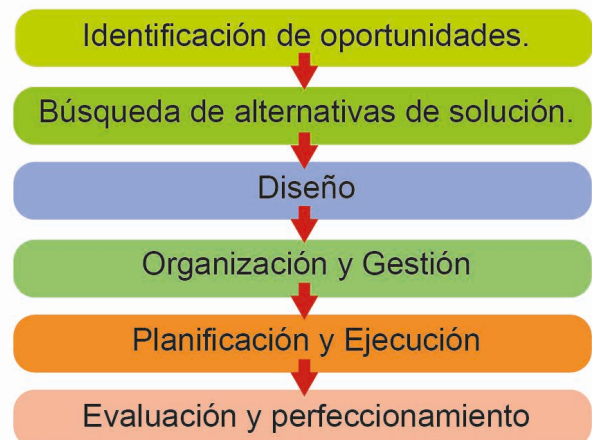 Identificación de oportunidades.
Búsqueda de alternativas de solución.
Diseño
Organización y Gestión
Planificación y Ejecución
Evaluación y perfeccionamiento